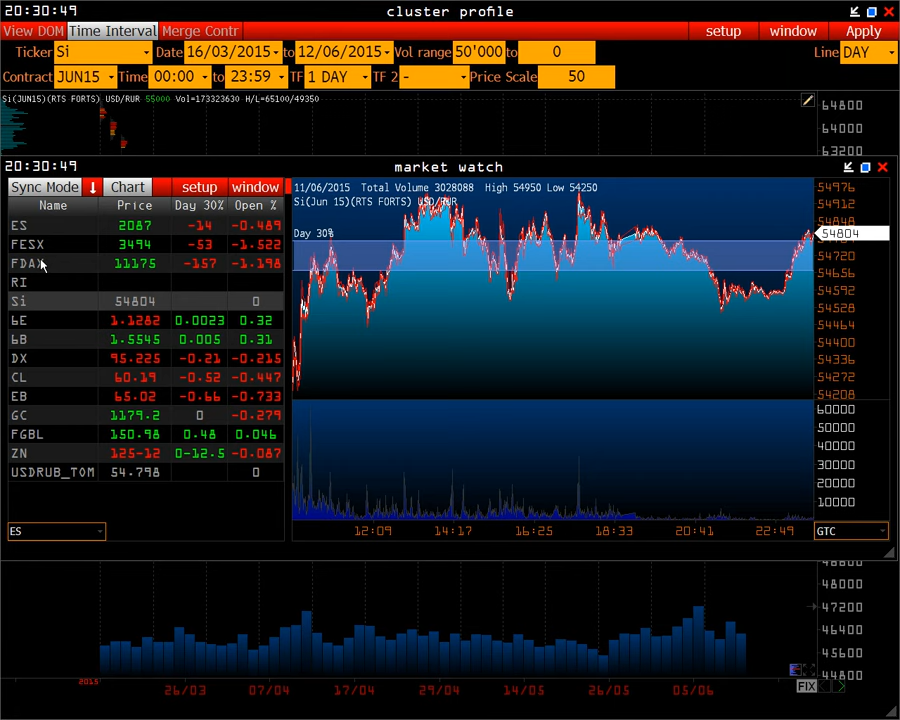 20:30:49 cluster profile
View DOM Time Interval Merge Contr setup window Apply
Ticker Si Date 16/03/2015 to 12/06/2015 Vol range 50'000 to 0 Line DAY
Contract JUN15 Time 00:00 to 23:59 TF 1 DAY TF 2 - Price Scale 50
Si(JUN15)(RTS FORTS) USD/RUR 55000 Vol=173323630 H/L=65100/49350
64800
64000
63200
20:30:49 market watch
Sync Mode Chart setup window
Name Price Day 30% Open %
ES 2087 -14 -0.489
FESX 3494 -53 -1.522
FDAX 11175 -157 -1.198
RI
Si 54804 0
6E 1.1282 0.0023 0.32
6B 1.5545 0.005 0.31
DX 95.225 -0.21 -0.215
CL 60.19 -0.52 -0.447
EB 65.02 -0.66 -0.733
GC 1179.2 0 -0.279
FGBL 150.98 0.48 0.046
ZN 125-12 0-12.5 -0.087
USDRUB_TOM 54.798 0
ES
11/06/2015 Total Volume 3028088 High 54950 Low 54250
Si(Jun 15)(RTS FORTS) USD/RUR
Day 30%
54976
54912
54848
54804
54720
54656
54592
54528
54464
54400
54336
54272
54208
60000
50000
40000
30000
20000
10000
12:09 14:17 16:25 18:33 20:41 22:49
GTC
48800
48000
47200
46400
45600
44800
2015
26/03 07/04 17/04 29/04 14/05 26/05 05/06
FIX